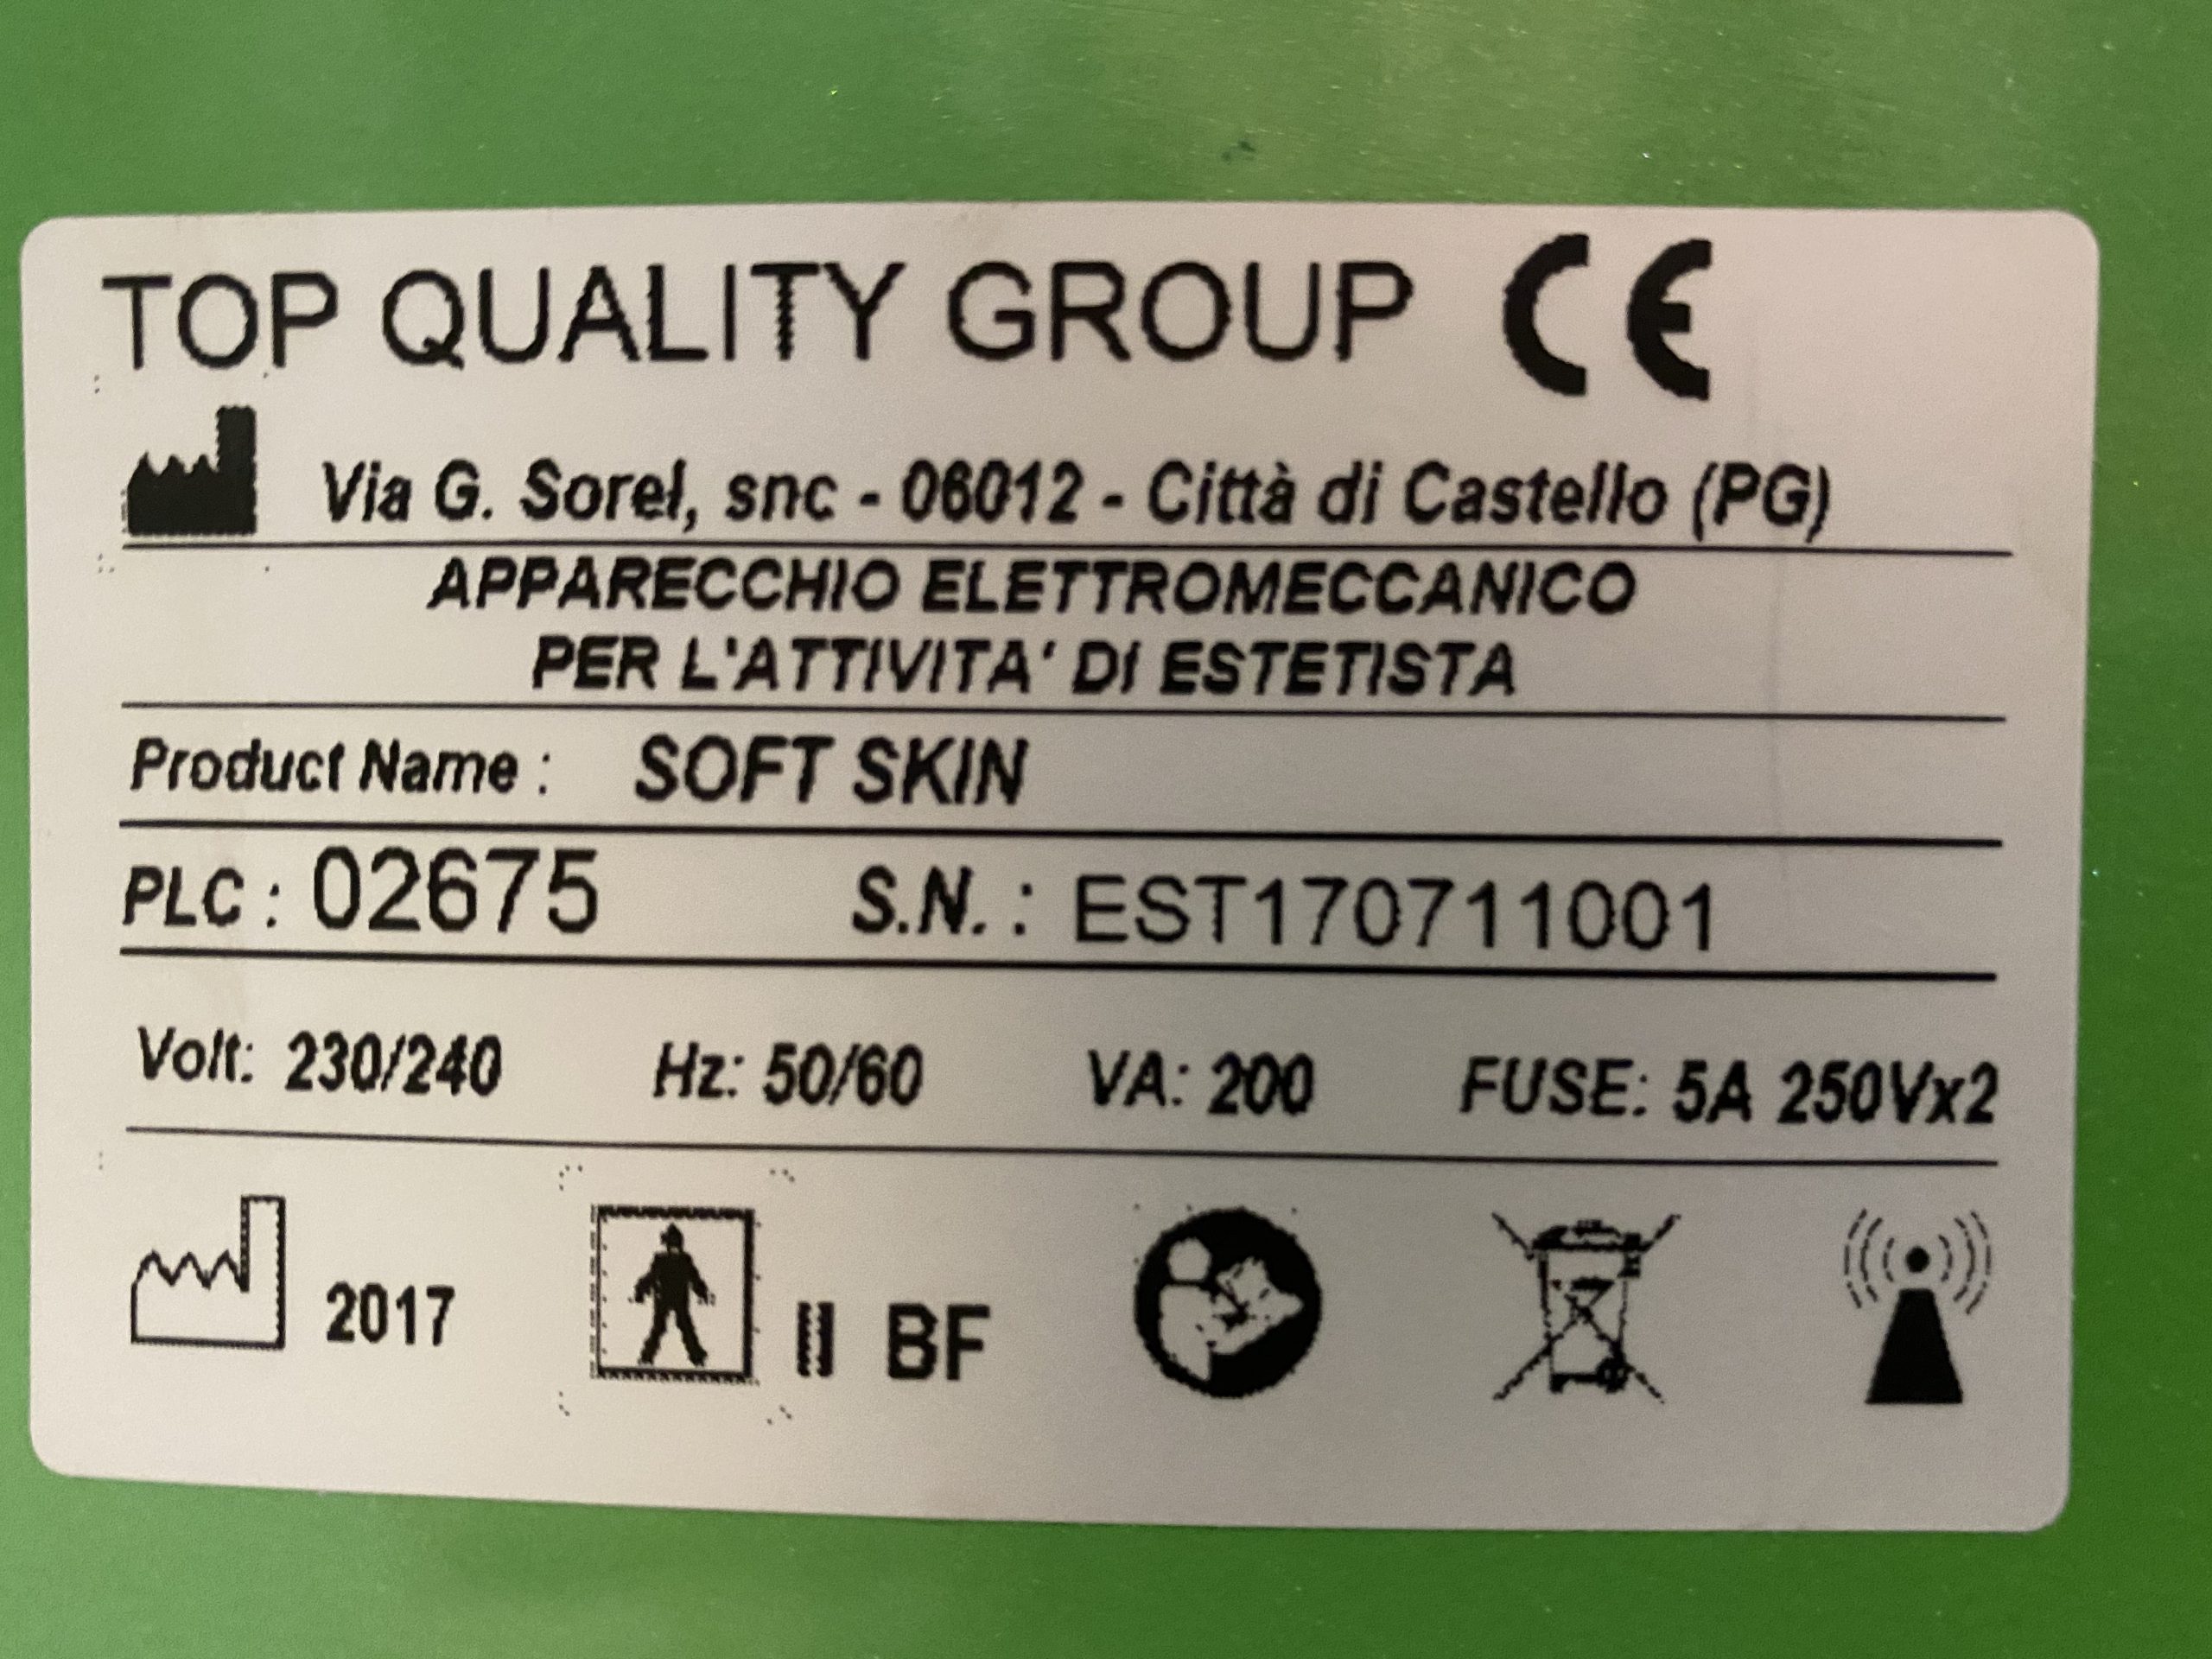 TOP QUALITY GROUP CE
Via G. Sorel, snc - 06012 - Città di Castello (PG)
APPARECCHIO ELETTROMECCANICO
PER L'ATTIVITA' DI ESTETISTA
Product Name : SOFT SKIN
PLC : 02675 S.N. : EST170711001
Volt: 230/240 Hz: 50/60 VA: 200 FUSE: 5A 250Vx2
2017 II BF